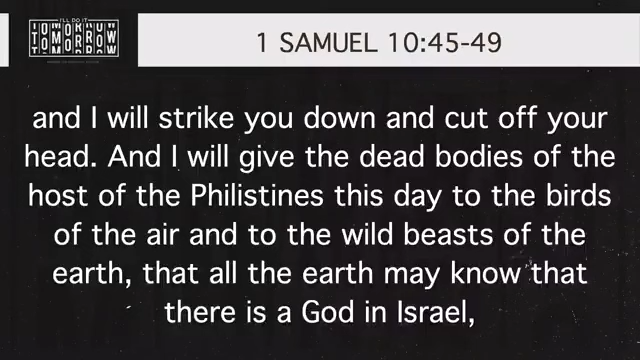 I'LL DO IT
TOMORROW
TOMORROW
TOMORROW
1 SAMUEL 10:45-49
and I will strike you down and cut off your
head. And I will give the dead bodies of the
host of the Philistines this day to the birds
of the air and to the wild beasts of the
earth, that all the earth may know that
there is a God in Israel,